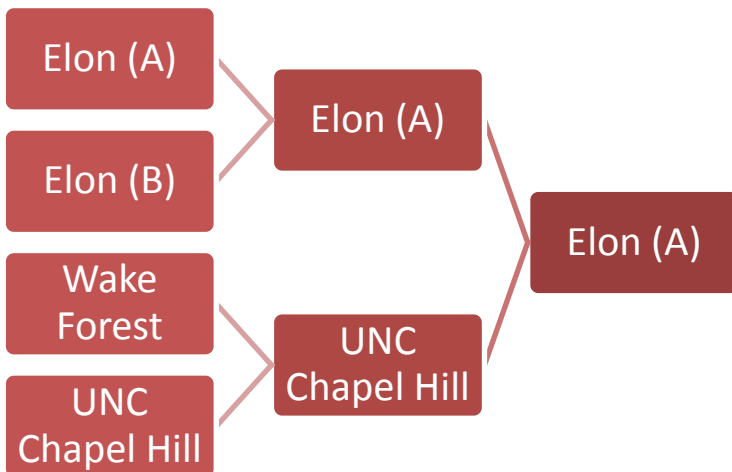 Elon (A)
Elon (B)
Wake
Forest
UNC
Chapel Hill
Elon (A)
UNC
Chapel Hill
Elon (A)